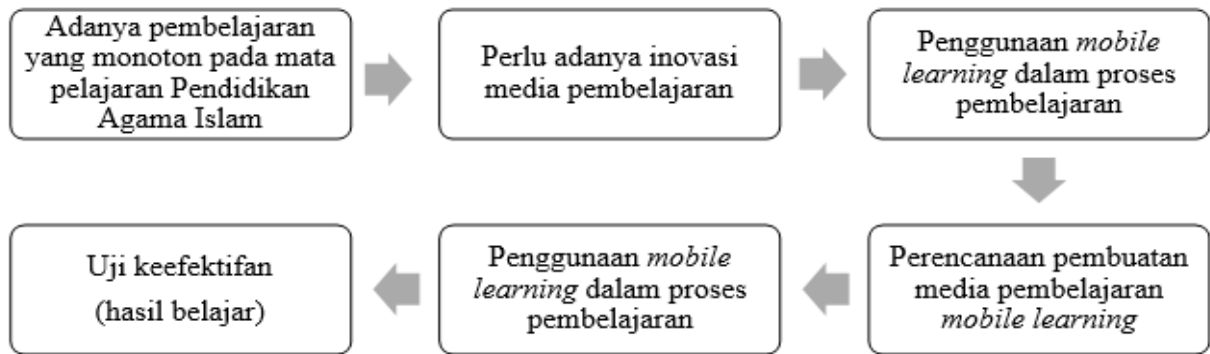 Adanya pembelajaran
yang monoton pada mata
pelajaran Pendidikan
Agama Islam
Perlu adanya inovasi
media pembelajaran
Penggunaan mobile
learning dalam proses
pembelajaran
Perencanaan pembuatan
media pembelajaran
mobile learning
Penggunaan mobile
learning dalam proses
pembelajaran
Uji keefektifan
(hasil belajar)